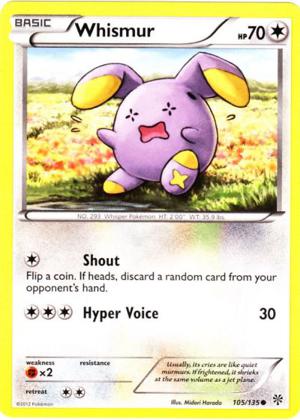 BASIC
Whismur HP 70
NO. 293 Whisper Pokémon HT. 2'00" WT. 35.9 lbs.
Shout
Flip a coin. If heads, discard a random card from your
opponent's hand.
Hyper Voice 30
weakness resistance
×2
retreat
Usually, its cries are like quiet
murmurs. If frightened, it shrieks
at the same volume as a jet plane.
Illus. Midori Harada 105/135
©2012 Pokémon